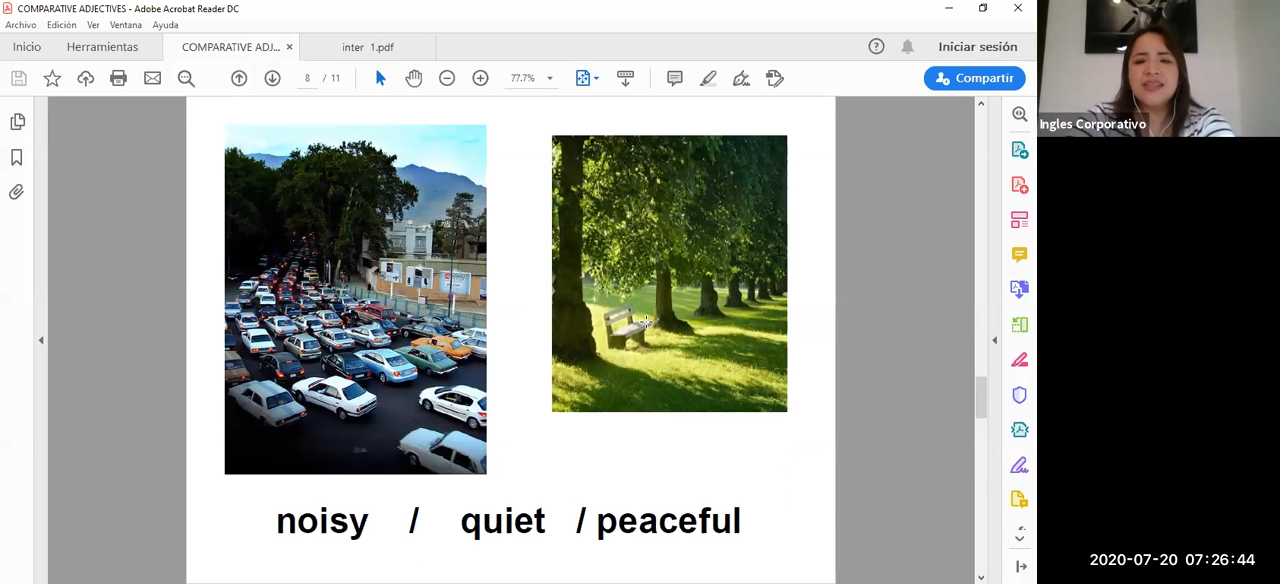 COMPARATIVE ADJECTIVES - Adobe Acrobat Reader DC
Archivo Edición Ver Ventana Ayuda
Inicio Herramientas COMPARATIVE ADJ... × inter 1.pdf Iniciar sesión
8 / 11 77.7% Compartir
Ingles Corporativo
noisy / quiet / peaceful
2020-07-20 07:26:44